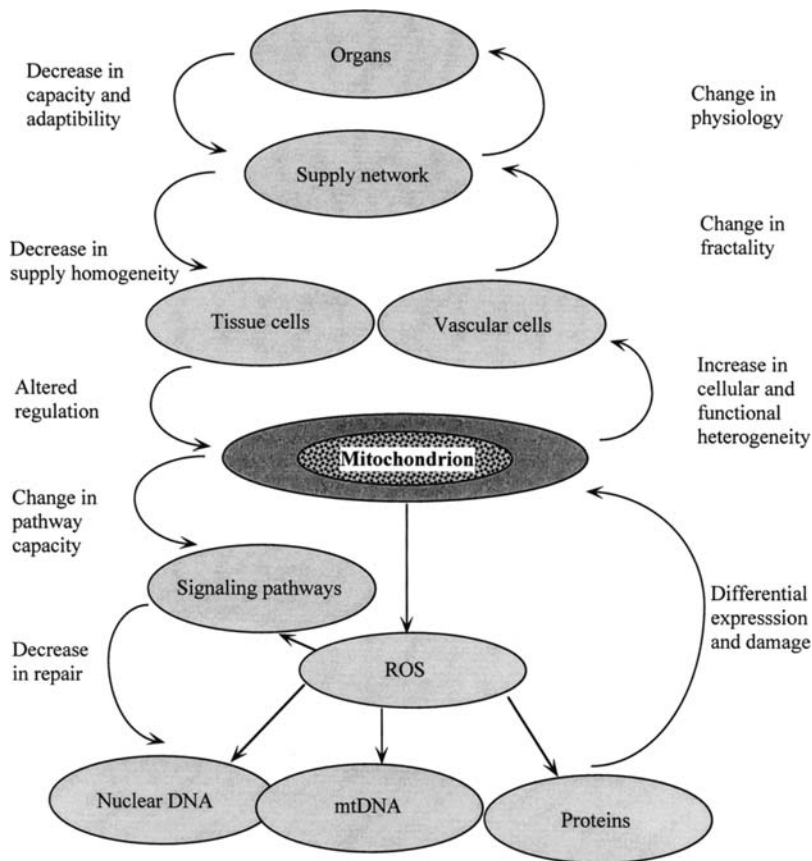 Organs
Decrease in
capacity and
adaptibility
Change in
physiology
Supply network
Change in
fractality
Decrease in
supply homogeneity
Tissue cells
Vascular cells
Altered
regulation
Increase in
cellular and
functional
heterogeneity
Mitochondrion
Change in
pathway
capacity
Signaling pathways
Differential
expresssion
and damage
Decrease
in repair
ROS
Nuclear DNA
mtDNA
Proteins